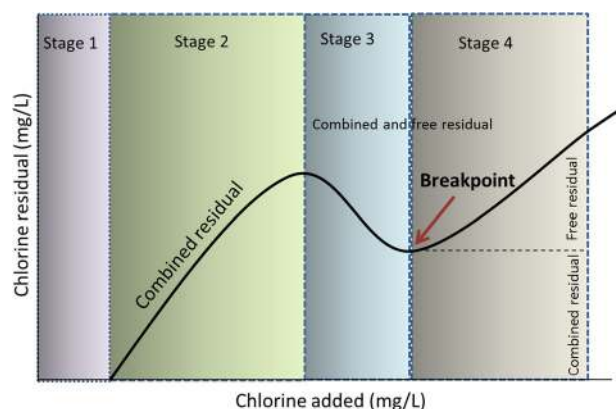 Stage 1
Stage 2
Stage 3
Stage 4
Combined and free residual
Breakpoint
Combined residual
Free residual
Combined residual
Chlorine residual (mg/L)
Chlorine added (mg/L)